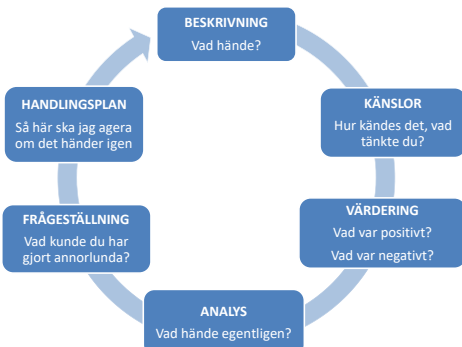 BESKRIVNING
Vad hände?
KÄNSLOR
Hur kändes det, vad
tänkte du?
VÄRDERING
Vad var positivt?
Vad var negativt?
ANALYS
Vad hände egentligen?
FRÅGESTÄLLNING
Vad kunde du har
gjort annorlunda?
HANDLINGSPLAN
Så här ska jag agera
om det händer igen